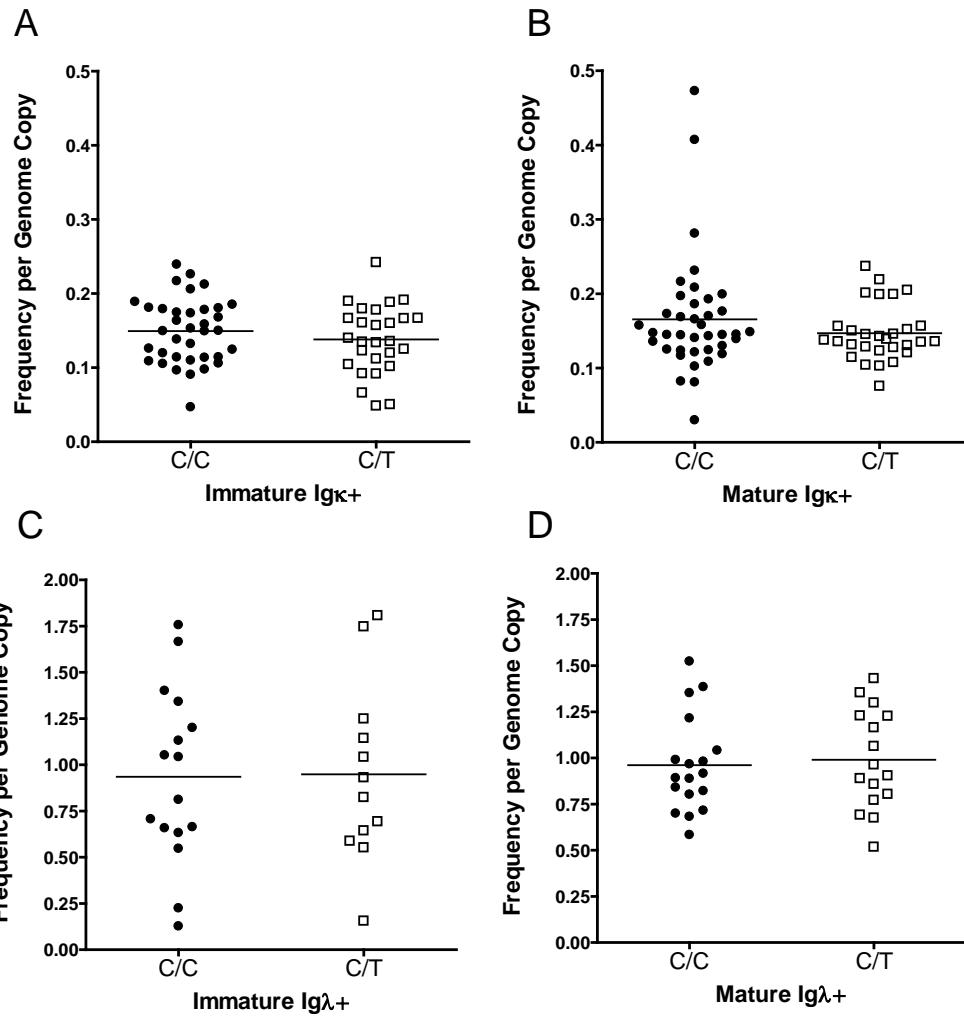 A
Frequency per Genome Copy
0.5
0.4
0.3
0.2
0.1
0.0
C/C C/T
Immature Igκ+
B
Frequency per Genome Copy
0.5
0.4
0.3
0.2
0.1
0.0
C/C C/T
Mature Igκ+
C
Frequency per Genome Copy
2.00
1.75
1.50
1.25
1.00
0.75
0.50
0.25
0.00
C/C C/T
Immature Igλ+
D
Frequency per Genome Copy
2.00
1.75
1.50
1.25
1.00
0.75
0.50
0.25
0.00
C/C C/T
Mature Igλ+